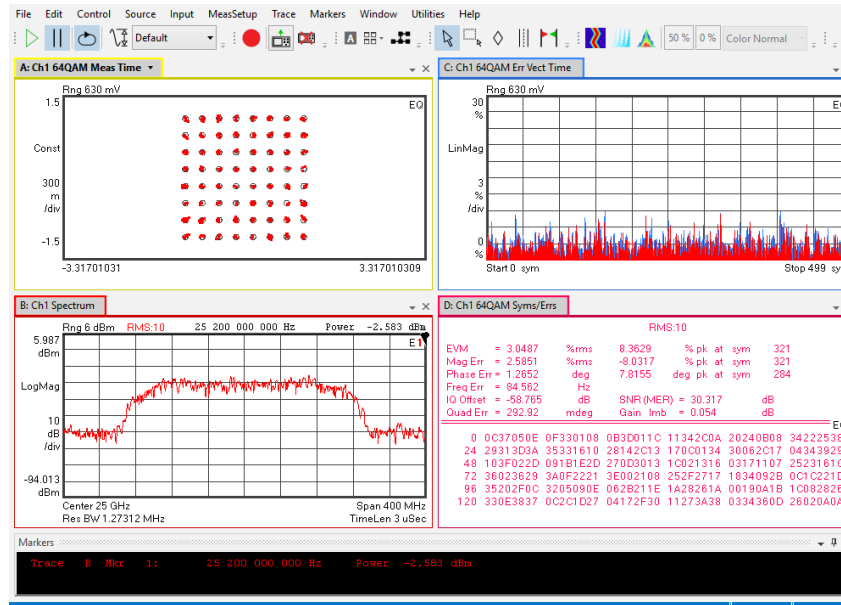 File Edit Control Source Input MeasSetup Trace Markers Window Utilities Help
Default
A
50 % 0 % Color Normal
A: Ch1 64QAM Meas Time
Rng 630 mV
EQ
1.5
Const
300
m
/div
-1.5
-3.317010310 3.317010309
C: Ch1 64QAM Err Vect Time
Rng 630 mV
E
30
%
LinMag
3
%
/div
0
%
Start 0 sym Stop 499 sy
B: Ch1 Spectrum
Rng 6 dBm RMS:10 25 200 000 000 Hz Power -2.583 dBm
E 1
5.987
dBm
LogMag
10
dB
/div
-94.013
dBm
Center 25 GHz Span 400 MHz
Res BW 1.27312 MHz TimeLen 3 uSec
D: Ch1 64QAM Syms/Errs
RMS:10
EVM = 3.0487 %rms 8.3629 % pk at sym 321
Mag Err = 2.5851 %rms -8.0317 % pk at sym 321
Phase Err = 1.2652 deg 7.8155 deg pk at sym 284
Freq Err = 84.562 Hz
IQ Offset = -58.765 dB SNR(MER) = 30.317 dB
Quad Err = 292.92 mdeg Gain Imb = 0.054 dB
E
0 0C37050E 0F330108 0B3D011C 11342C0A 20240B08 34222538
24 29313D3A 35331610 28142C13 170C0134 30062C17 04343929
48 103F022D 091B1E2D 270D3013 1C021316 03171107 2523161C
72 36023629 3A0F2221 3E002108 252F2717 1834092B 0C1C221D
96 35202F0C 3205090E 062B211E 1A28261A 00190A1B 1C082826
120 330E3837 0C2C1D27 04172F30 11273A38 0334360D 26020A0A
Markers
Trace B Mkr 1: 25 200 000 000 Hz Power -2.583 dBm